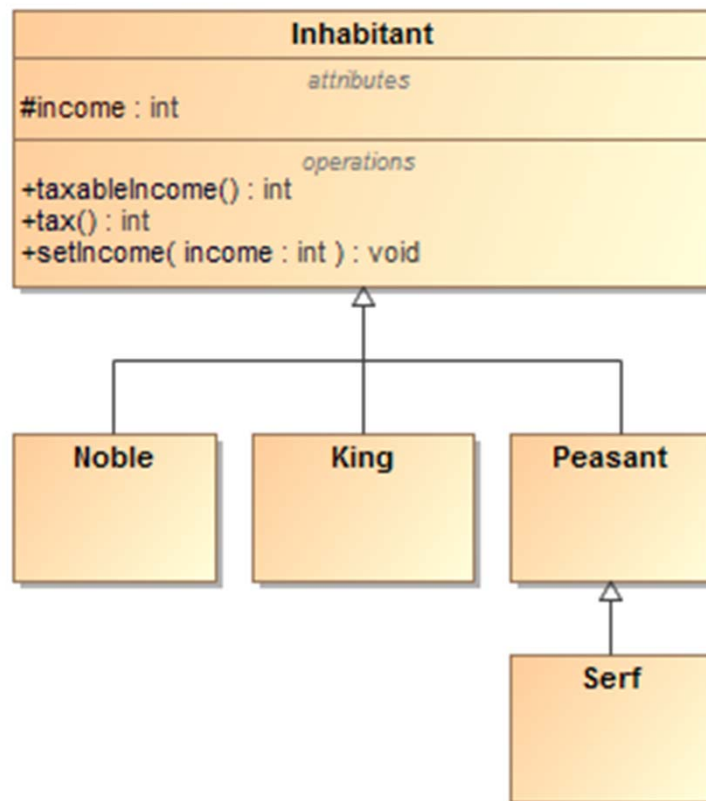 Inhabitant
attributes
#income : int
operations
+taxableIncome() : int
+tax() : int
+setIncome( income : int ) : void
Noble
King
Peasant
Serf